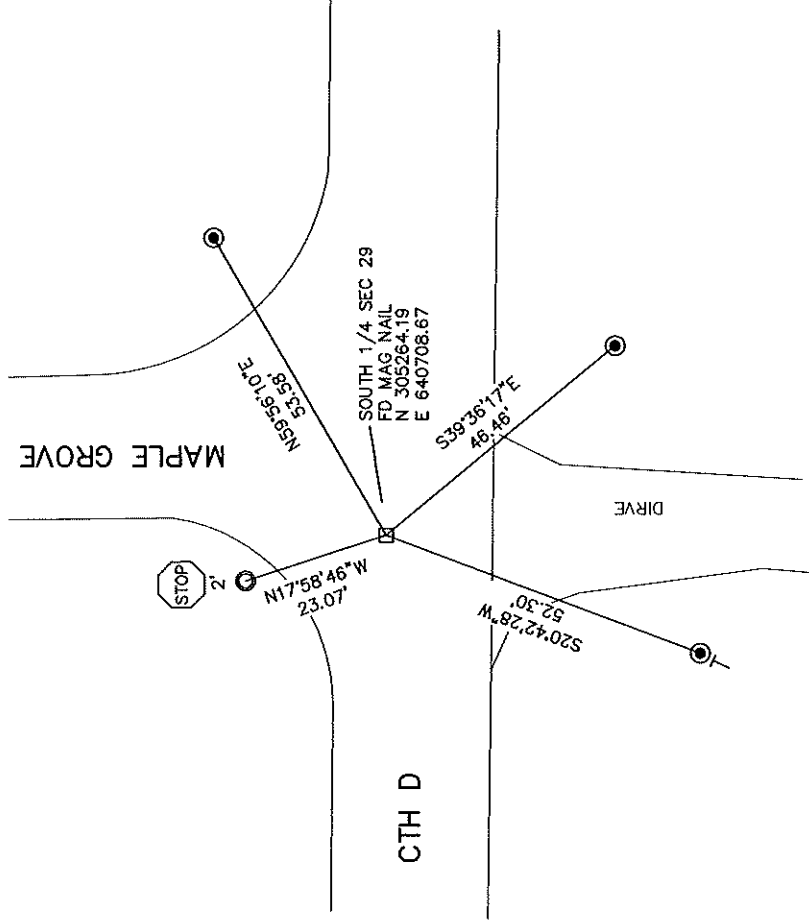 STOP
2'
MAPLE GROVE
N59°56'10"E
53.58'
SOUTH 1/4 SEC 29
FD MAG NAIL
N 305264.19
E 640708.67
N17°58'46"W
23.07'
S39°36'17"E
46.46'
DIRVE
S20°42'28"W
52.30'
CTH D